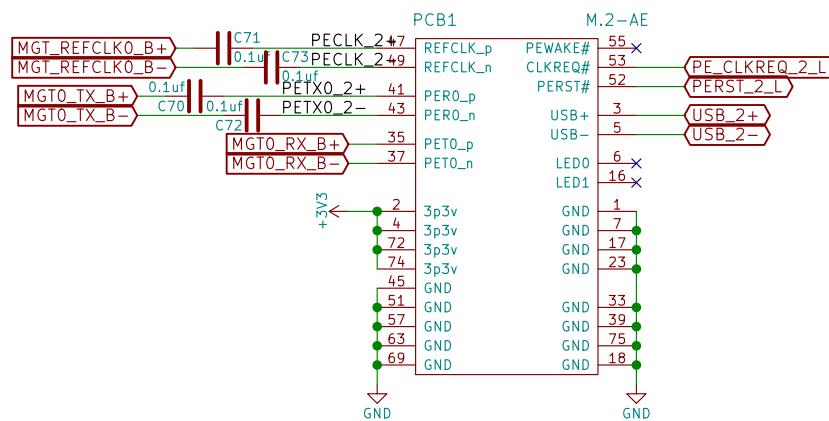 PCB1 M.2-AE
C71
MGT_REFCLK0_B+ 0.1uf PECLK_2+ 47 REFCLK_p PEWAKE# 55
C73
MGT_REFCLK0_B- 0.1uf PECLK_2- 49 REFCLK_n CLKREQ# 53 PE_CLKREQ_2_L
PERST# 52 PERST_2_L
MGT0_TX_B+ 0.1uf C70 PETX0_2+ 41 PER0_p
MGT0_TX_B- 0.1uf C72 PETX0_2- 43 PER0_n USB+ 3 USB_2+
USB- 5 USB_2-
MGT0_RX_B+ 35 PET0_p
MGT0_RX_B- 37 PET0_n LED0 6
LED1 16
+3V3 2 3p3v GND 1
4 3p3v GND 7
72 3p3v GND 17
74 3p3v GND 23
45 GND
51 GND GND 33
57 GND GND 39
63 GND GND 75
69 GND GND 18
GND GND